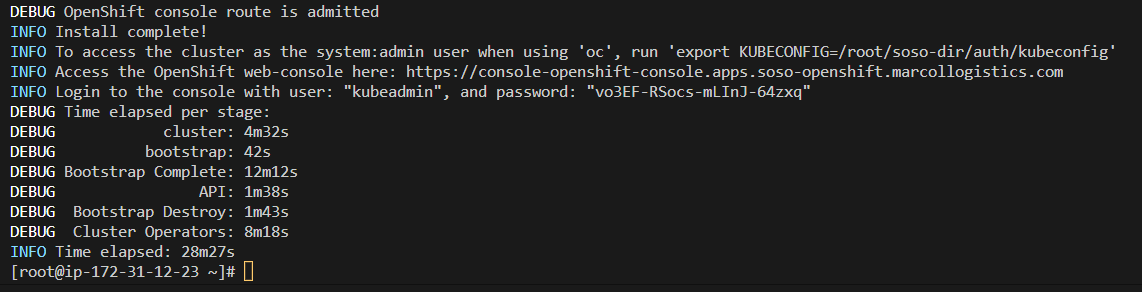 DEBUG OpenShift console route is admitted
INFO Install complete!
INFO To access the cluster as the system:admin user when using 'oc', run 'export KUBECONFIG=/root/soso-dir/auth/kubeconfig'
INFO Access the OpenShift web-console here: https://console-openshift-console.apps.soso-openshift.marcollogistics.com
INFO Login to the console with user: "kubeadmin", and password: "vo3EF-RSocs-mLInJ-64zxq"
DEBUG Time elapsed per stage:
DEBUG            cluster: 4m32s
DEBUG          bootstrap: 42s
DEBUG Bootstrap Complete: 12m12s
DEBUG                API: 1m38s
DEBUG  Bootstrap Destroy: 1m43s
DEBUG  Cluster Operators: 8m18s
INFO Time elapsed: 28m27s
[root@ip-172-31-12-23 ~]#